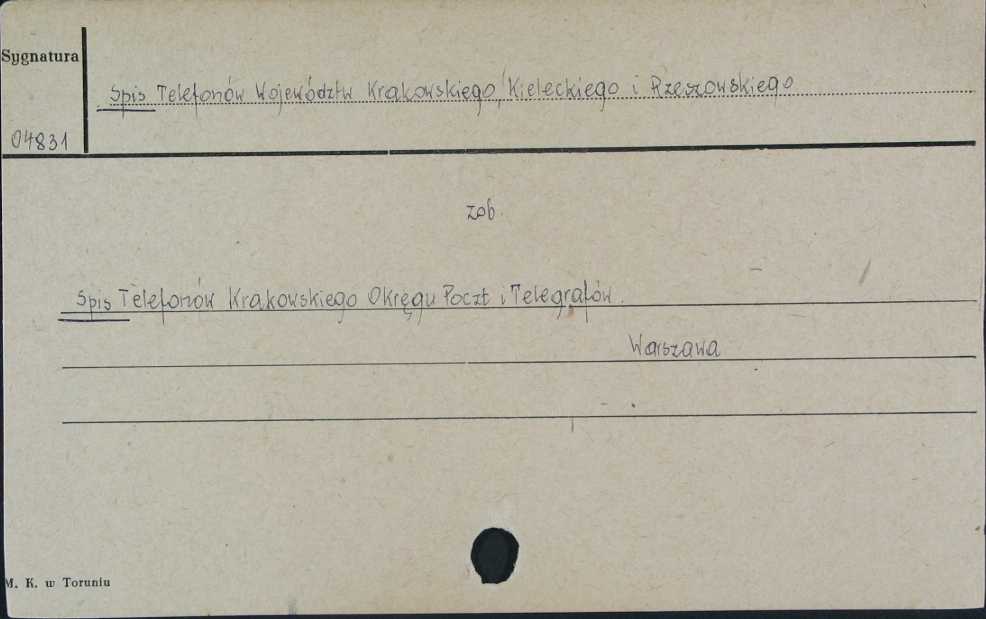 Sygnatura
Spis Telefonów Województw Krakowskiego, Kieleckiego i Rzeszowskiego
04831
zob.
Spis Telefonów Krakowskiego Okręgu Poczt i Telegrafów.
Warszawa
M. K. w Toruniu